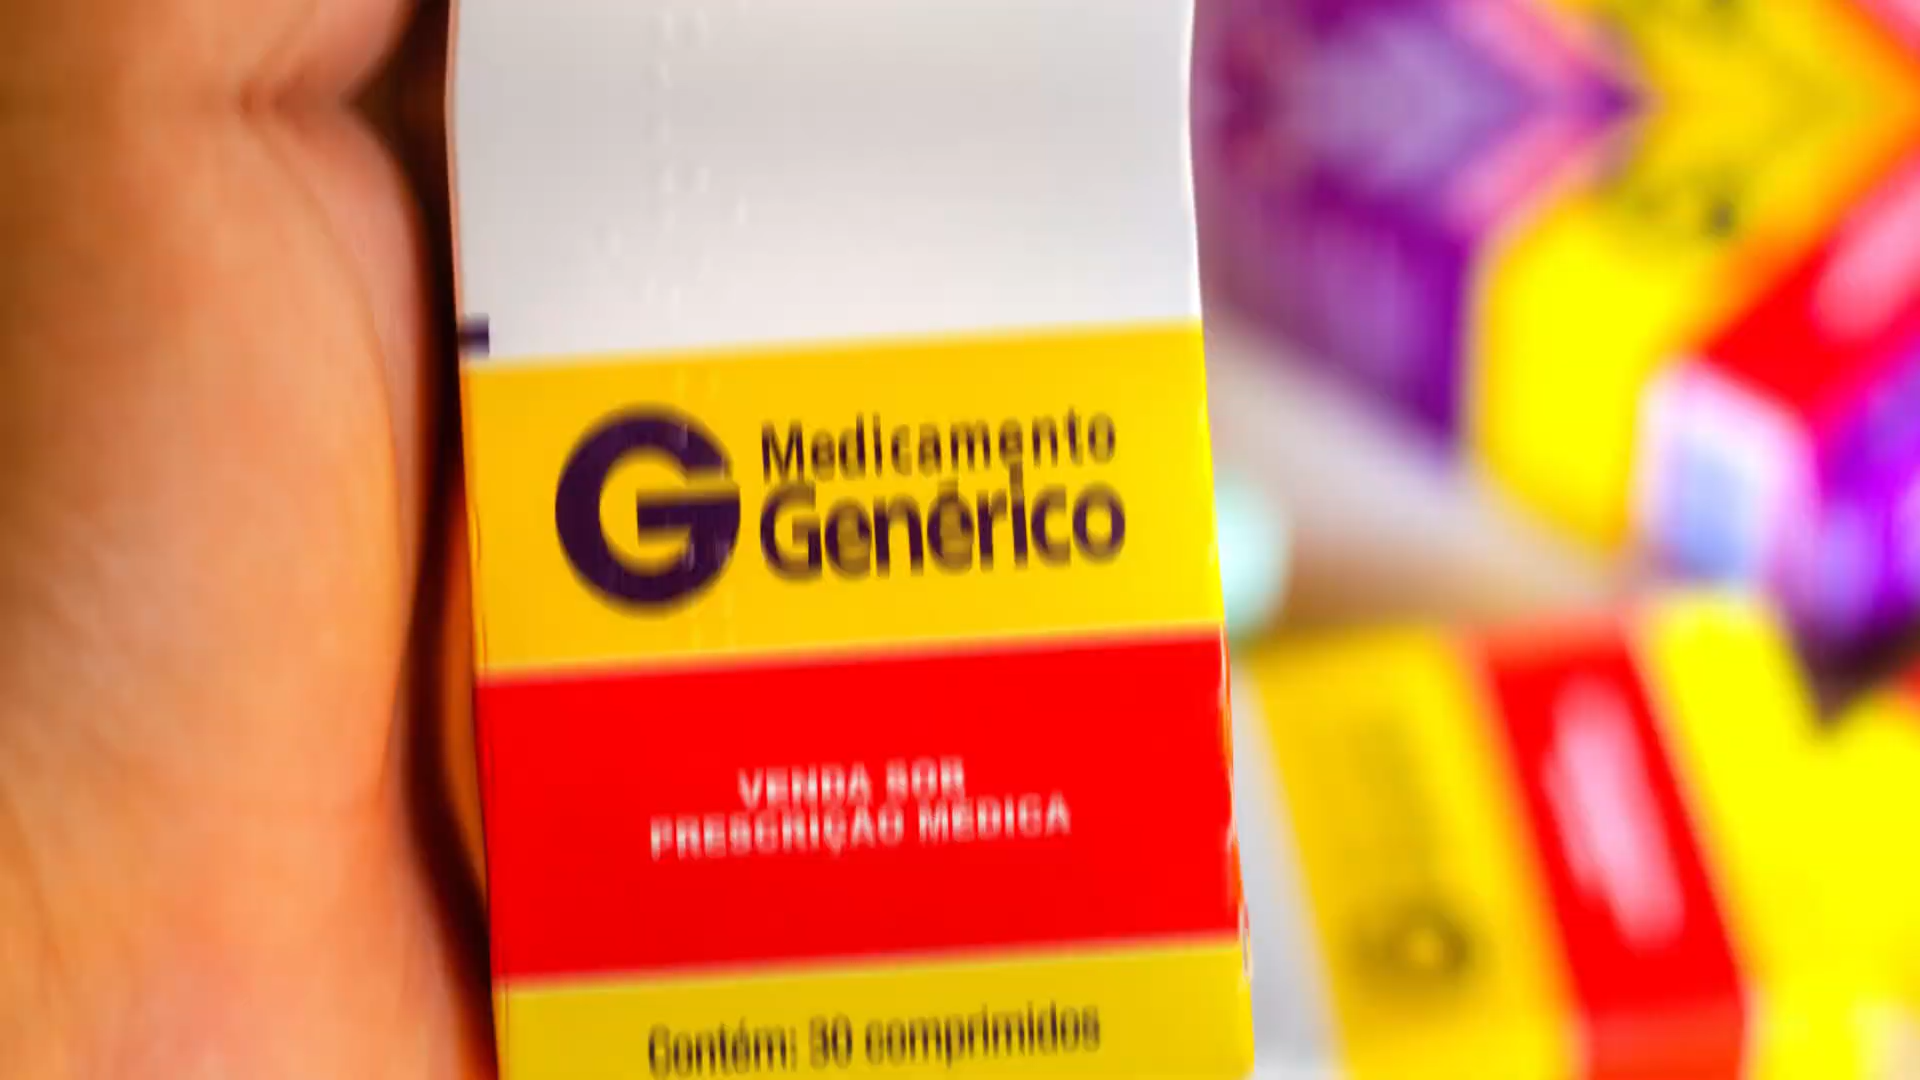 G Medicamento
Genérico
VENDA SOB
PRESCRIÇÃO MÉDICA
Contém: 30 comprimidos